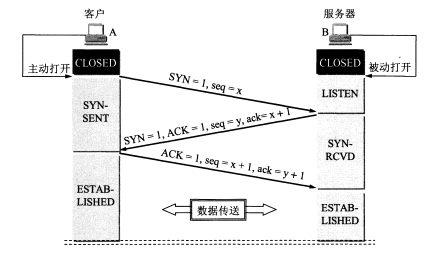 客户
服务器
A
B
CLOSED
CLOSED
主动打开
被动打开
SYN = 1, seq = x
LISTEN
SYN-
SENT
SYN = 1, ACK = 1, seq = y, ack= x + 1
SYN-
RCVD
ACK = 1, seq = x + 1, ack = y + 1
ESTAB-
LISHED
数据传送
ESTAB-
LISHED